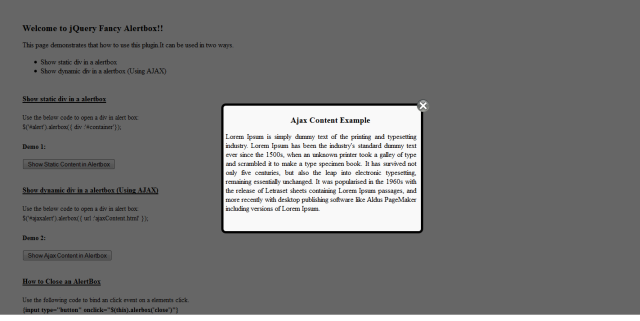 Welcome to jQuery Fancy Alertbox!!
This page demonstrates that how to use this plugin.It can be used in two ways.
Show static div in a alertbox
Show dynamic div in a alertbox (Using AJAX)
Show static div in a alertbox
Use the below code to open a div in alert box:
$('#alert').alerbox({ div :'#container'});
Demo 1:
Show Static Content in Alertbox
Show dynamic div in a alertbox (Using AJAX)
Use the below code to open a div in alert box:
$('#ajaxalert').alerbox({ url :'ajaxContent.html' });
Demo 2:
Show Ajax Content in Alertbox
How to Close an AlertBox
Use the following code to bind an click event on a elements click
{input type="button" onclick="$(this).alerbox('close')"}
Ajax Content Example
Lorem Ipsum is simply dummy text of the printing and typesetting
industry. Lorem Ipsum has been the industry's standard dummy text
ever since the 1500s, when an unknown printer took a galley of type
and scrambled it to make a type specimen book. It has survived not
only five centuries, but also the leap into electronic typesetting,
remaining essentially unchanged. It was popularised in the 1960s with
the release of Letraset sheets containing Lorem Ipsum passages, and
more recently with desktop publishing software like Aldus PageMaker
including versions of Lorem Ipsum.